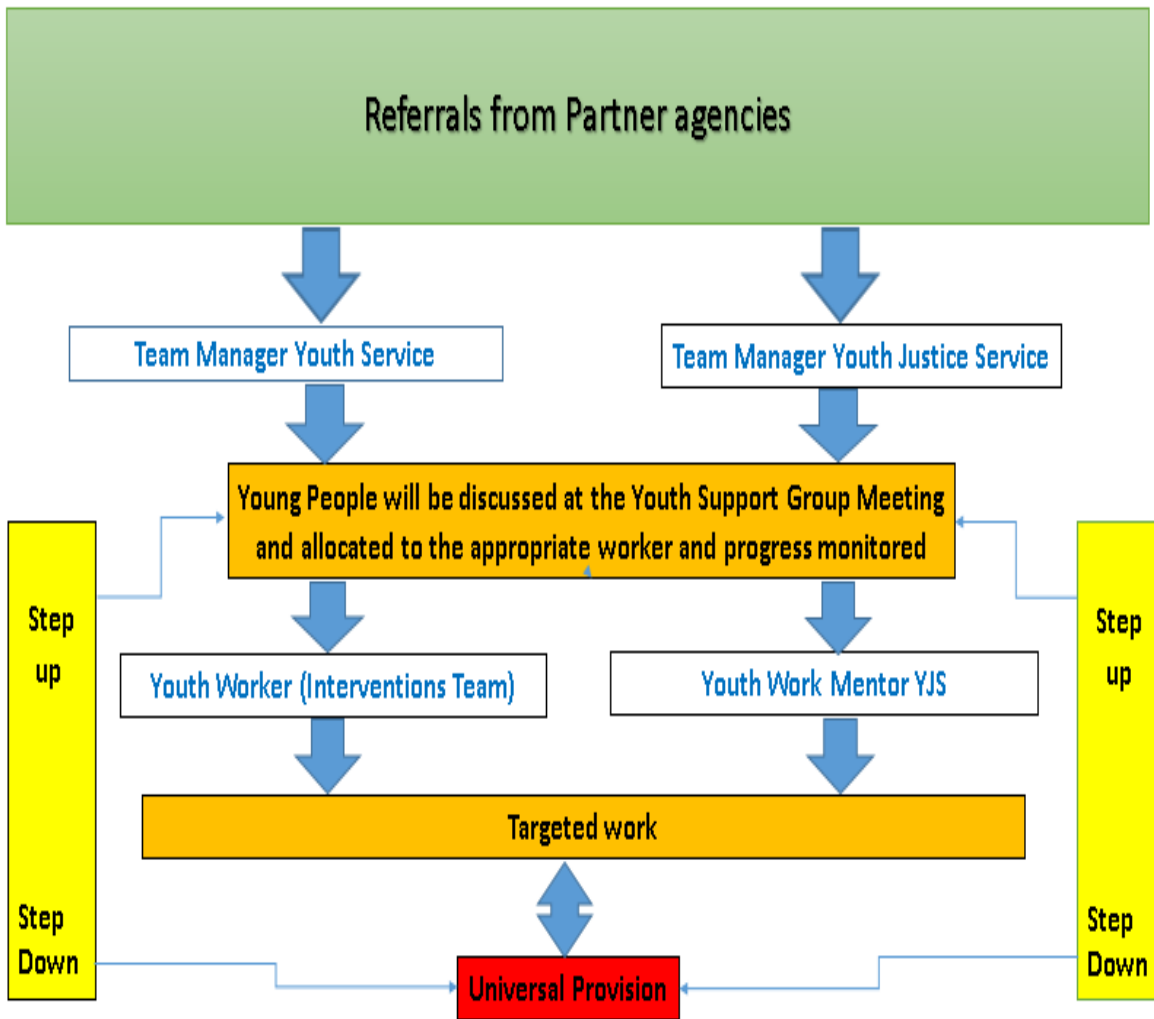 Referrals from Partner agencies
Team Manager Youth Service
Team Manager Youth Justice Service
Young People will be discussed at the Youth Support Group Meeting
and allocated to the appropriate worker and progress monitored
Step
up
Step
up
Youth Worker (Interventions Team)
Youth Work Mentor YJS
Targeted work
Step
Down
Step
Down
Universal Provision